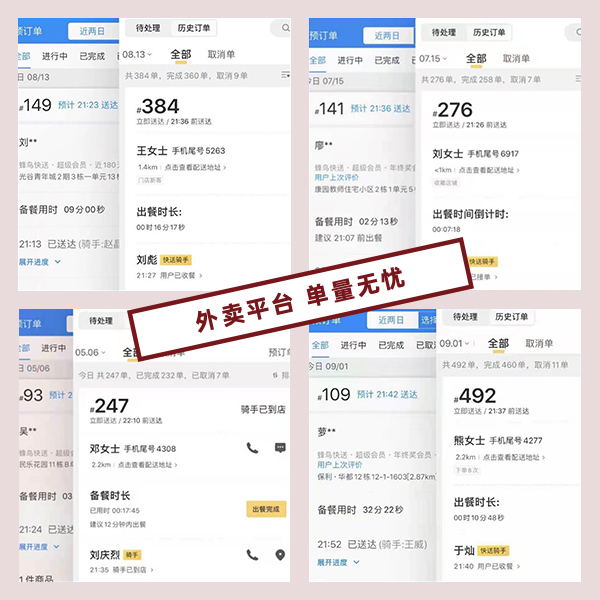 预订单
近两日
全部
进行中
已完成
08/13
#149
预计 21:23 送达
刘**
蜂鸟快送·超级会员·近180
光谷青年城2期3栋一单元13
备餐用时 09分00秒
21:13 已送达(骑手:赵晶
展开进度
待处理
历史订单
08.13
全部
取消单
共384单，完成360单，取消9单
#384
立即送达 / 21:36 前送达
王女士 手机尾号5263
1.4km
点击查看配送地址 >
门店新客
出餐时长:
00时16分17秒
刘彪
快送骑手
21:27 用户已收餐 >
预订单
近两日
全部
进行中
已完成
今日 07/15
#141
预计 21:36 送达
廖**
蜂鸟快送·超级会员·年终奖会
用户上次评价
康园教师住宅小区2栋1单元5
备餐用时 02分13秒
建议 21:07 前出餐
待处理
历史订单
07.15
全部
取消单
共276单，完成258单，取消7单
#276
立即送达 / 21:26 前送达
刘女士 手机尾号6917
<1km
点击查看配送地址 >
收藏店铺
出餐时间倒计时:
00:07:18
快送骑手
已接单 >
外卖平台 单量无忧
预订单
全部
进行中
日 05/06
#93
预计 2
吴**
蜂鸟快送·超级会
民乐花园11栋8单
备餐用时 03
21:24 已送达
展开进度
待处理
05.06
全
预订单
今日 共247单，已完成232单，已取消7单
排
#247
立即送达 / 22:10 前送达
骑手已到店
邓女士 手机尾号4308
2.2km
点击查看配送地址 >
备餐时长
已用时 00:17:45
建议12分钟内出餐
出餐完成
刘庆烈
骑手
21:35 骑手已到店 >
1件商品
预订单
近两日
选择
全部
进行中
已完成
已取
今日 09/01
#109
预计 21:42 送达
萝**
蜂鸟快送·超级会员·年终奖会员·
用户上次评价
保利·华都12栋12-1-1603[2.87km]
备餐用时 32分22秒
21:52 已送达(骑手:王威)
展开进度
待处理
历史订单
09.01
全部
取消单
共492单，完成460单，取消11单
#492
立即送达 / 21:37 前送达
熊女士 手机尾号4277
2.2km
点击查看配送地址 >
下单8次
出餐时长:
00时10分48秒
于灿
快送骑手
21:40 用户已收餐 >